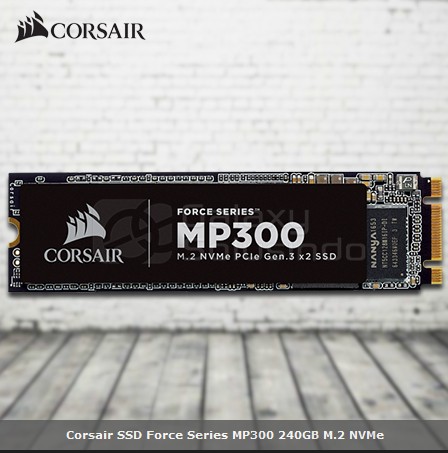 CORSAIR
FORCE SERIES™
MP300
CORSAIR
M.2 NVMe PCIe Gen.3 x2 SSD
NANYA
Corsair SSD Force Series MP300 240GB M.2 NVMe